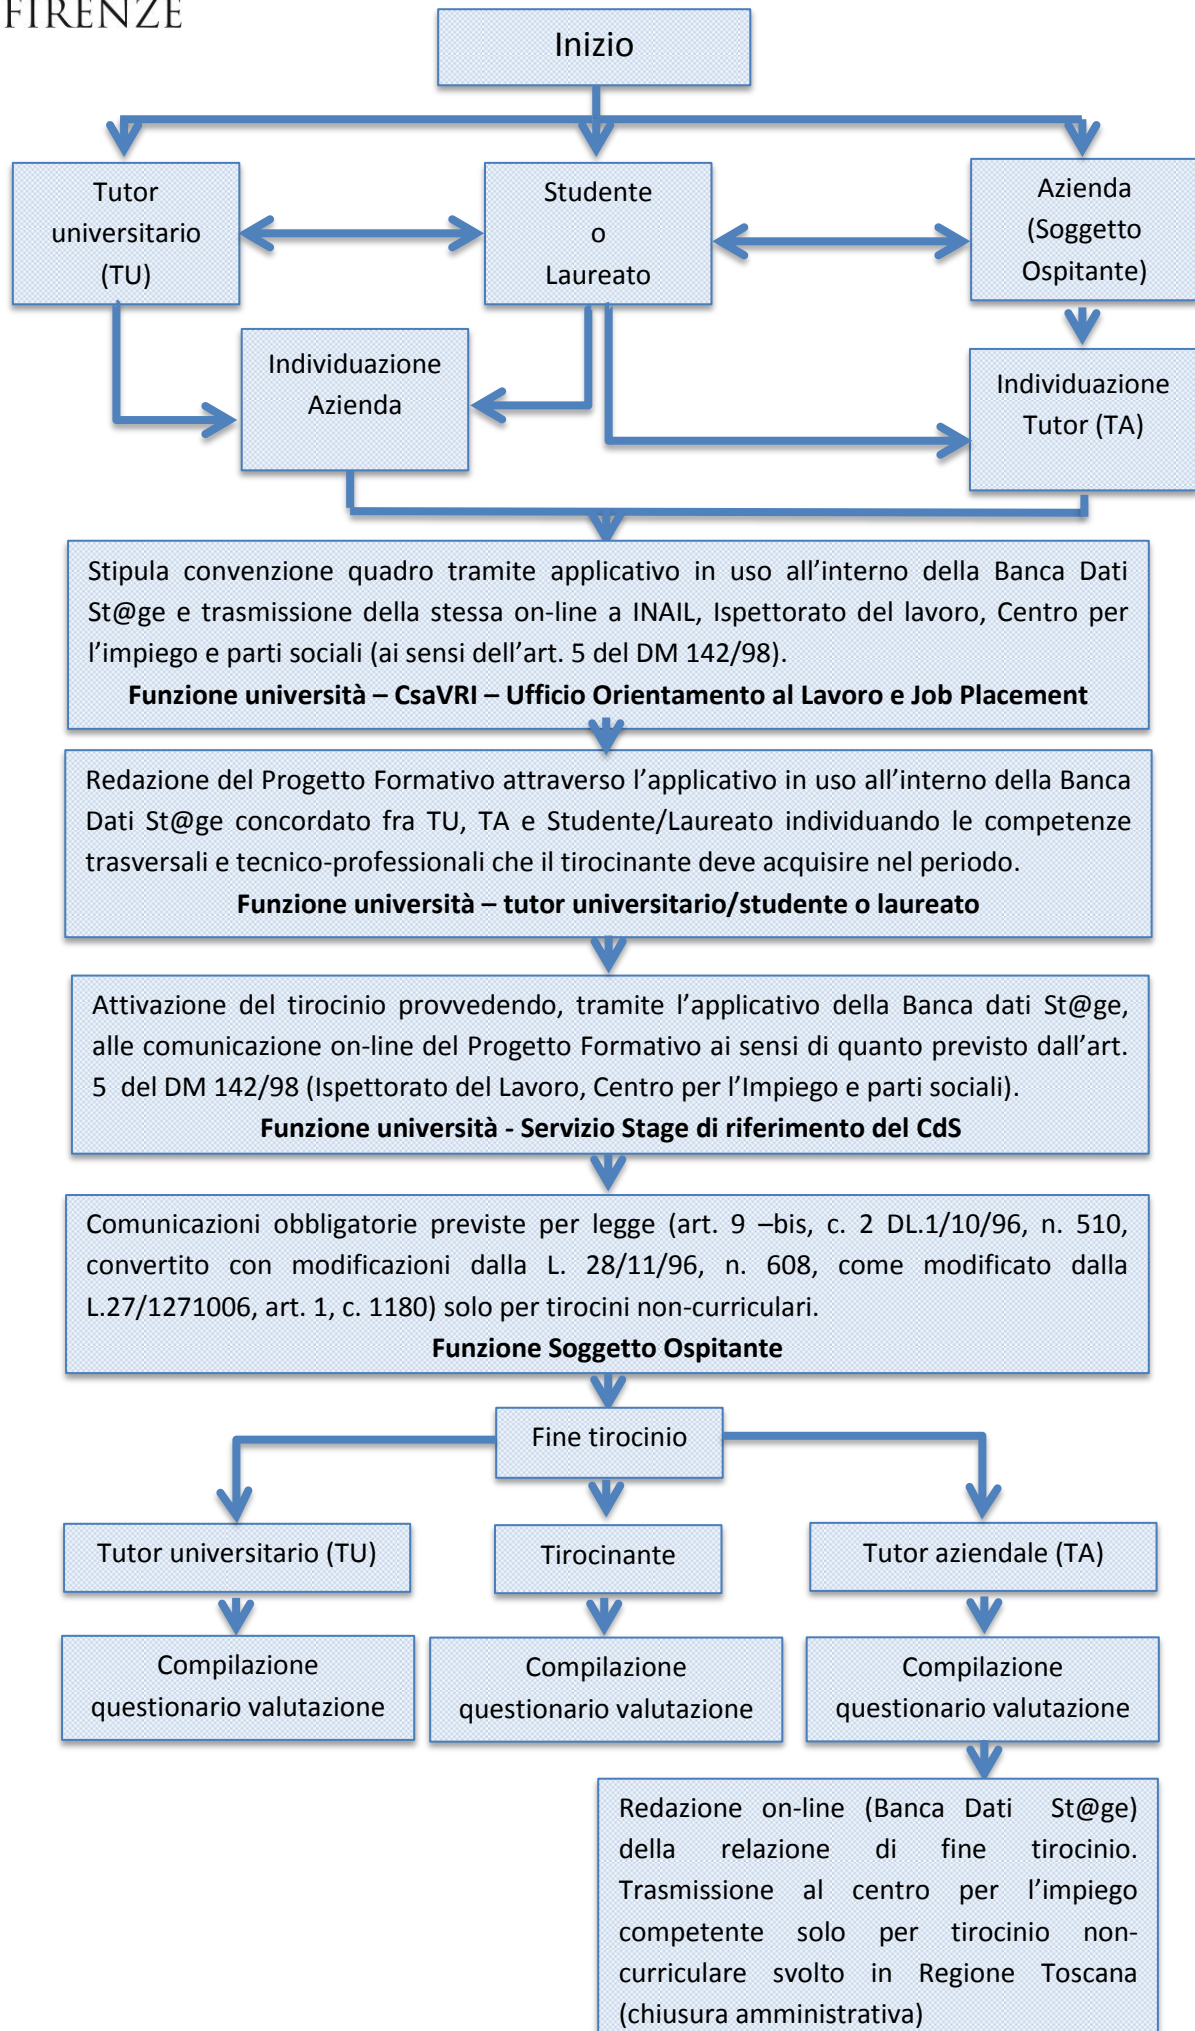 FIRENZE
Inizio
Tutor
universitario
(TU)
Studente
o
Laureato
Azienda
(Soggetto
Ospitante)
Individuazione
Azienda
Individuazione
Tutor (TA)
Stipula convenzione quadro tramite applicativo in uso all’interno della Banca Dati
St@ge e trasmissione della stessa on-line a INAIL, Ispettorato del lavoro, Centro per
l’impiego e parti sociali (ai sensi dell’art. 5 del DM 142/98).
Funzione università – CsaVRI – Ufficio Orientamento al Lavoro e Job Placement
Redazione del Progetto Formativo attraverso l’applicativo in uso all’interno della Banca
Dati St@ge concordato fra TU, TA e Studente/Laureato individuando le competenze
trasversali e tecnico-professionali che il tirocinante deve acquisire nel periodo.
Funzione università – tutor universitario/studente o laureato
Attivazione del tirocinio provvedendo, tramite l’applicativo della Banca dati St@ge,
alle comunicazione on-line del Progetto Formativo ai sensi di quanto previsto dall’art.
5 del DM 142/98 (Ispettorato del Lavoro, Centro per l’Impiego e parti sociali).
Funzione università - Servizio Stage di riferimento del CdS
Comunicazioni obbligatorie previste per legge (art. 9 –bis, c. 2 DL.1/10/96, n. 510,
convertito con modificazioni dalla L. 28/11/96, n. 608, come modificato dalla
L.27/1271006, art. 1, c. 1180) solo per tirocini non-curriculari.
Funzione Soggetto Ospitante
Fine tirocinio
Tutor universitario (TU)
Tirocinante
Tutor aziendale (TA)
Compilazione
questionario valutazione
Compilazione
questionario valutazione
Compilazione
questionario valutazione
Redazione on-line (Banca Dati St@ge)
della relazione di fine tirocinio.
Trasmissione al centro per l’impiego
competente solo per tirocinio non-
curriculare svolto in Regione Toscana
(chiusura amministrativa)